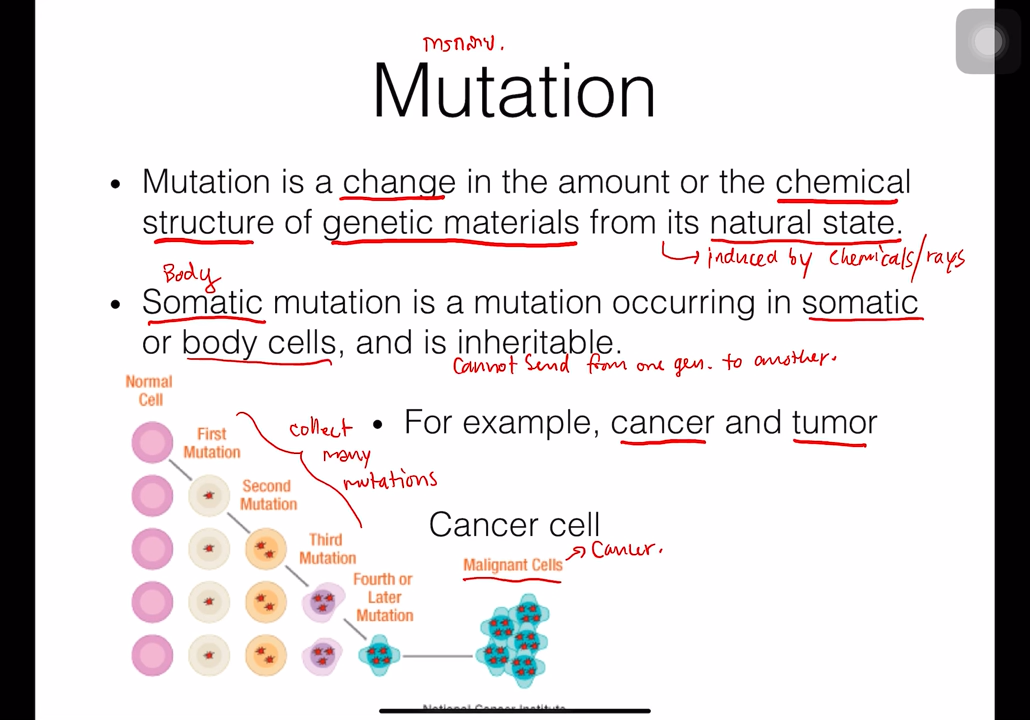 การกลาย.
Mutation
• Mutation is a change in the amount or the chemical
structure of genetic materials from its natural state.
induced by chemicals/rays
Body
• Somatic mutation is a mutation occurring in somatic
or body cells, and is inheritable.
Cannot send from one gen. to another.
Normal
Cell
• For example, cancer and tumor
First
Mutation
collect
many
mutations
Second
Mutation
Cancer cell
Third
Mutation
Cancer.
Malignant Cells
Fourth or
Later
Mutation
National Cancer Institute